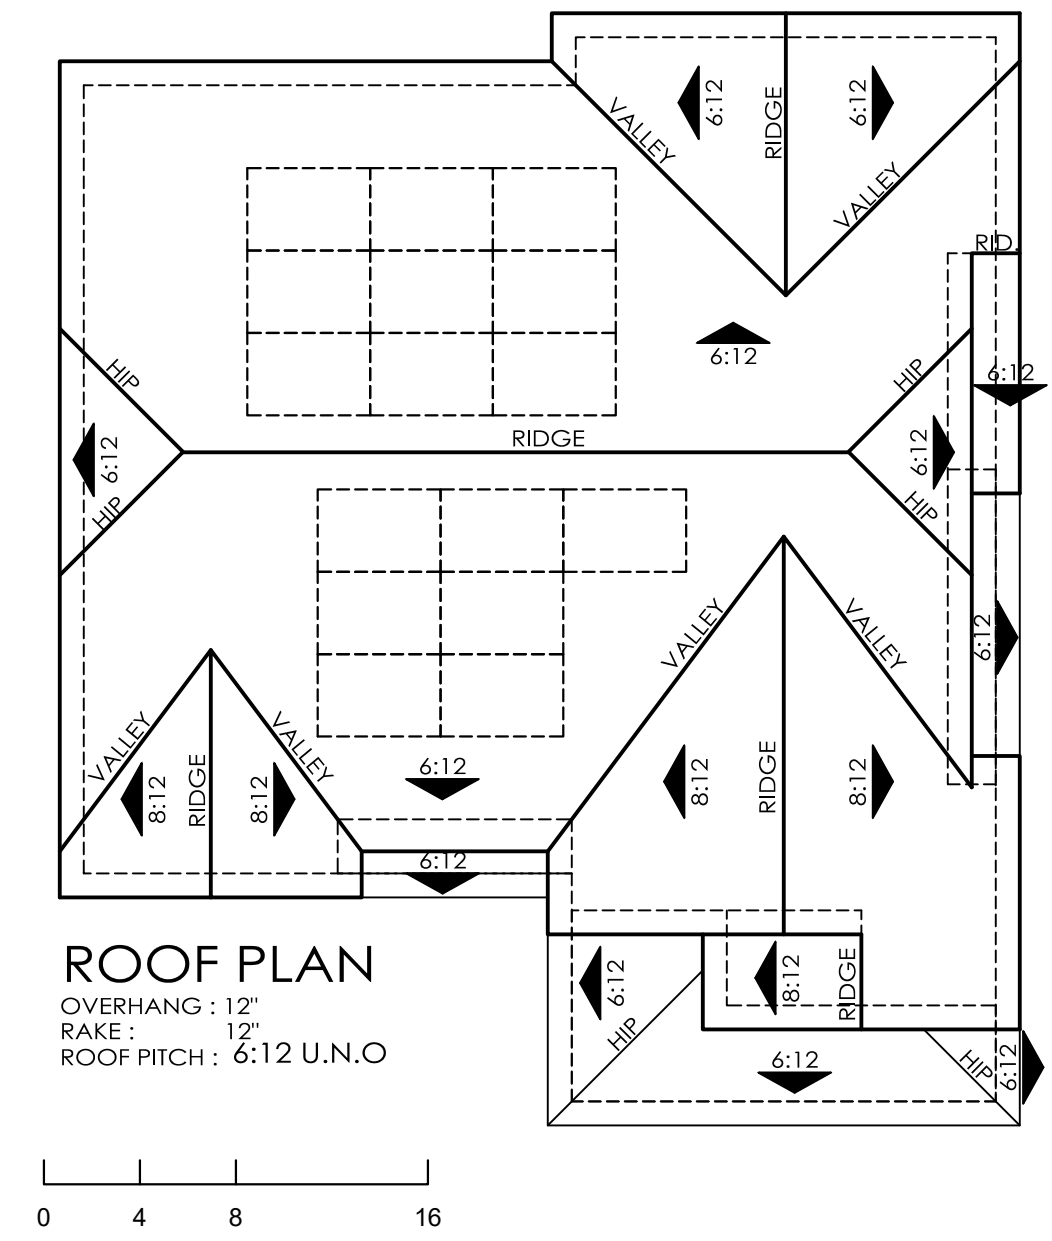 6:12
RIDGE
6:12
VALLEY
VALLEY
RID.
6:12
HIP
HIP
6:12
RIDGE
6:12
6:12
HIP
HIP
VALLEY
VALLEY
6:12
VALLEY
VALLEY
6:12
8:12
RIDGE
8:12
8:12
RIDGE
8:12
6:12
ROOF PLAN
OVERHANG : 12"
RAKE : 12"
ROOF PITCH : 6:12 U.N.O
6:12
8:12
RIDGE
HIP
6:12
HIP
6:12
0 4 8 16